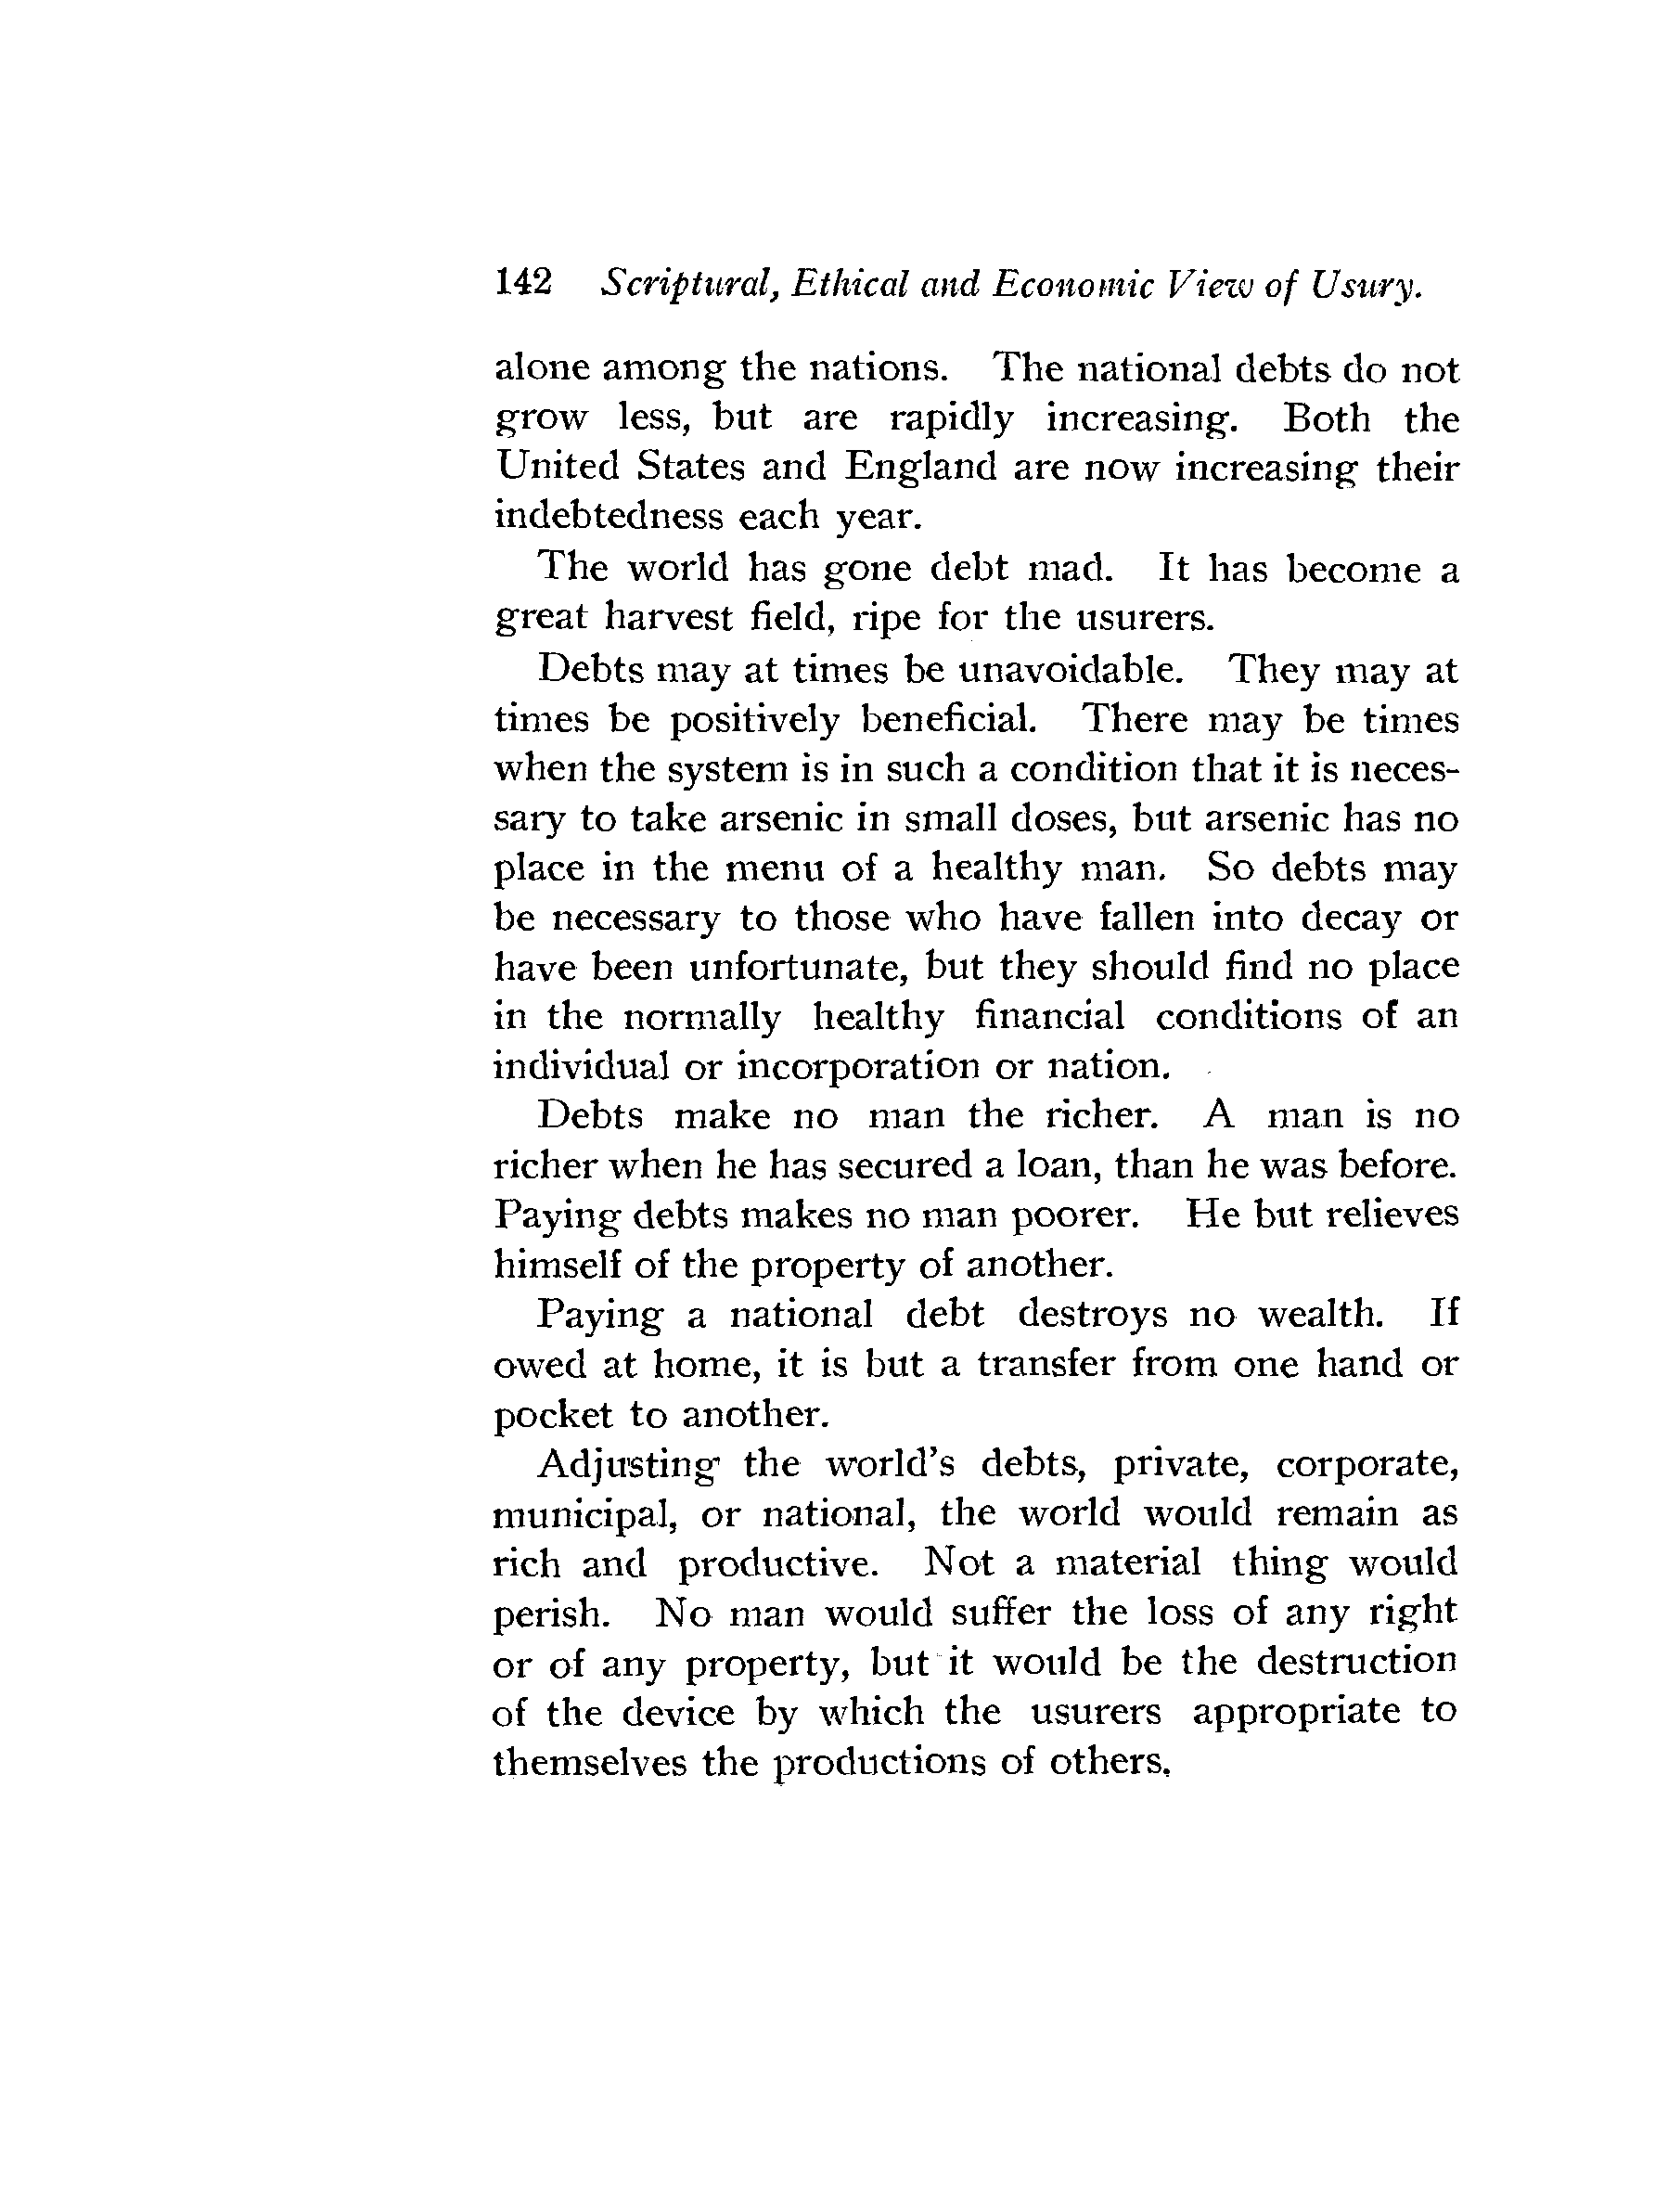 142 Scriptural, Ethical and Economic View of Usury.
alone among the nations. The national debts do not
grow less, but are rapidly increasing. Both the
United States and England are now increasing their
indebtedness each year.
The world has gone debt mad. It has become a
great harvest field, ripe for the usurers.
Debts may at times be unavoidable. They may at
times be positively beneficial. There may be times
when the system is in such a condition that it is neces-
sary to take arsenic in small doses, but arsenic has no
place in the menu of a healthy man. So debts may
be necessary to those who have fallen into decay or
have been unfortunate, but they should find no place
in the normally healthy financial conditions of an
individual or incorporation or nation.
Debts make no man the richer. A man is no
richer when he has secured a loan, than he was before.
Paying debts makes no man poorer. He but relieves
himself of the property of another.
Paying a national debt destroys no wealth. If
owed at home, it is but a transfer from one hand or
pocket to another.
Adjusting the world's debts, private, corporate,
municipal, or national, the world would remain as
rich and productive. Not a material thing would
perish. No man would suffer the loss of any right
or of any property, but it would be the destruction
of the device by which the usurers appropriate to
themselves the productions of others.